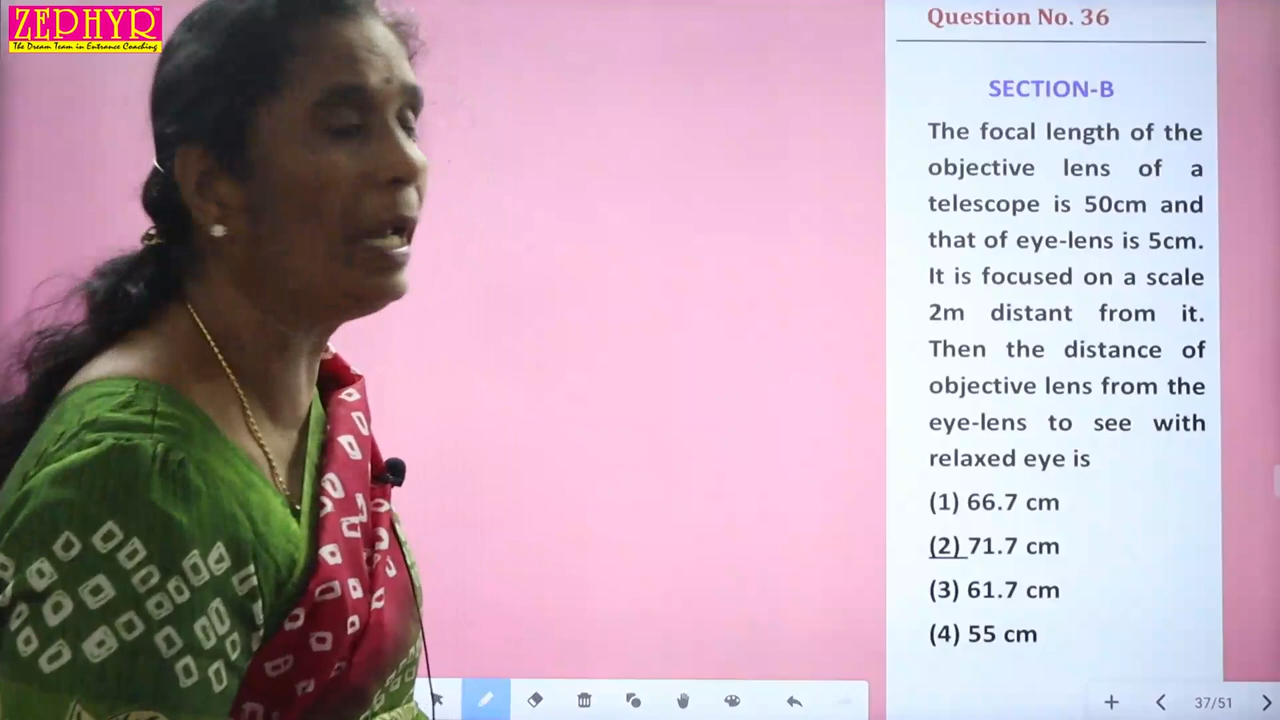 ZEPHYR™
The Dream Team in Entrance Coaching
Question No. 36
SECTION-B
The focal length of the
objective lens of a
telescope is 50cm and
that of eye-lens is 5cm.
It is focused on a scale
2m distant from it.
Then the distance of
objective lens from the
eye-lens to see with
relaxed eye is
(1) 66.7 cm
(2) 71.7 cm
(3) 61.7 cm
(4) 55 cm
37/51